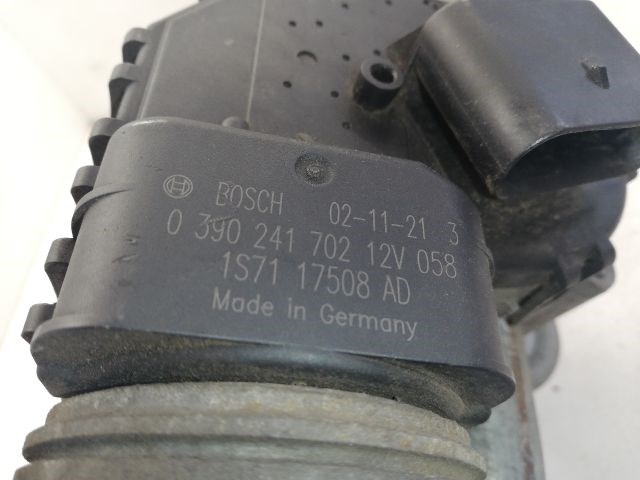 BOSCH 02-11-21 3
0 390 241 702 12V 058
1S71 17508 AD
Made in Germany